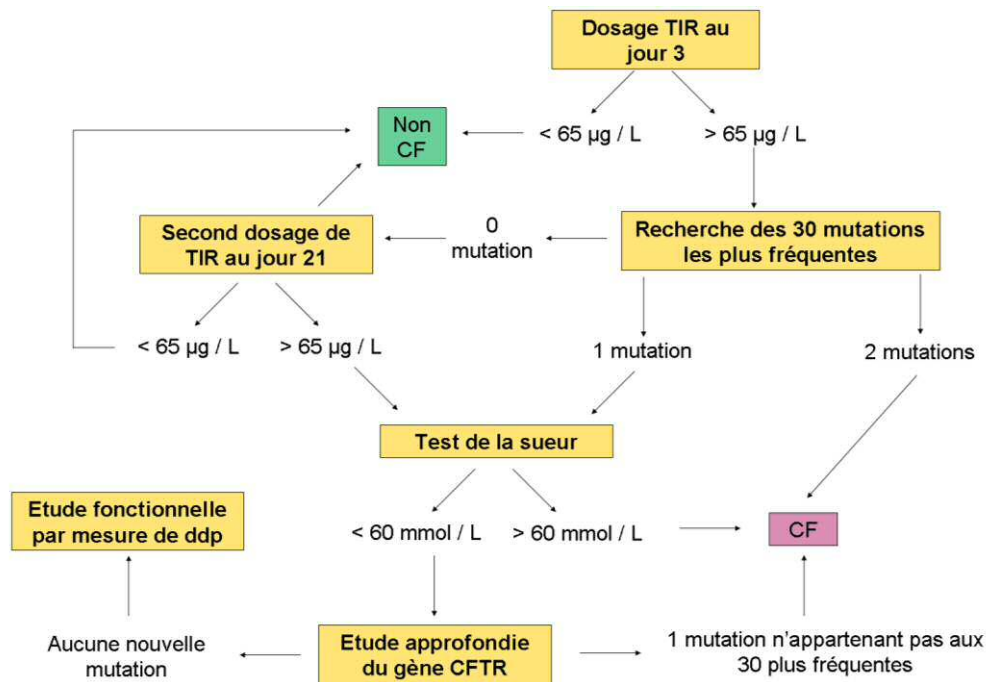 Dosage TIR au
jour 3
Non
CF
< 65 µg / L
> 65 µg / L
Second dosage de
TIR au jour 21
0
mutation
Recherche des 30 mutations
les plus fréquentes
< 65 µg / L
> 65 µg / L
1 mutation
2 mutations
Test de la sueur
Etude fonctionnelle
par mesure de ddp
< 60 mmol / L
> 60 mmol / L
CF
Aucune nouvelle
mutation
Etude approfondie
du gène CFTR
1 mutation n'appartenant pas aux
30 plus fréquentes